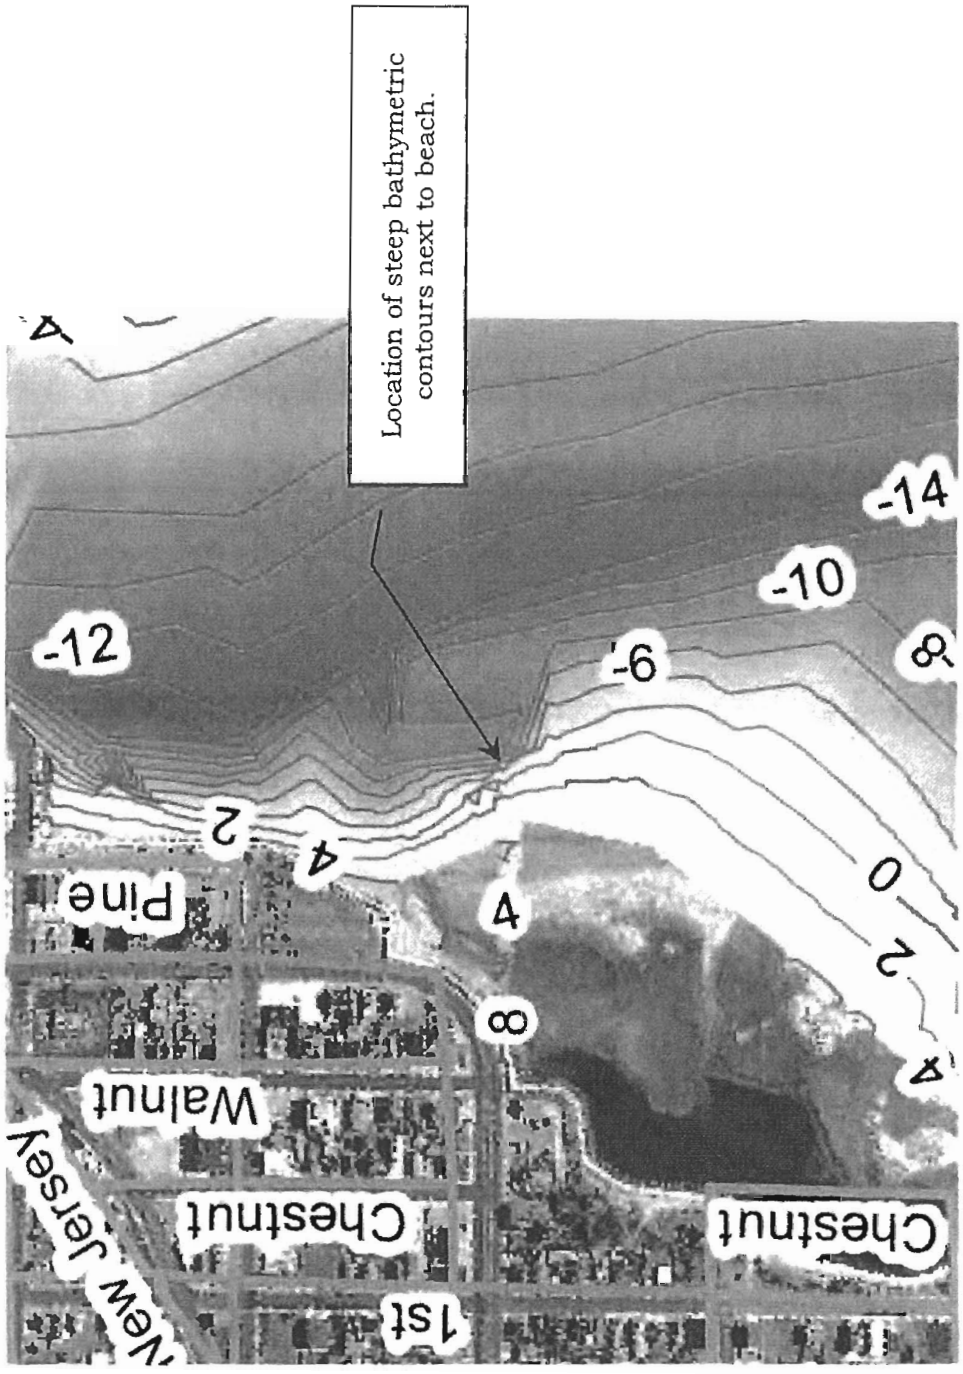 Location of steep bathymetric
contours next to beach.
4
-12
-14
-10
-8
-6
2
4
0
2
4
4
8
Pine
Walnut
New Jersey
Chestnut
Chestnut
1st